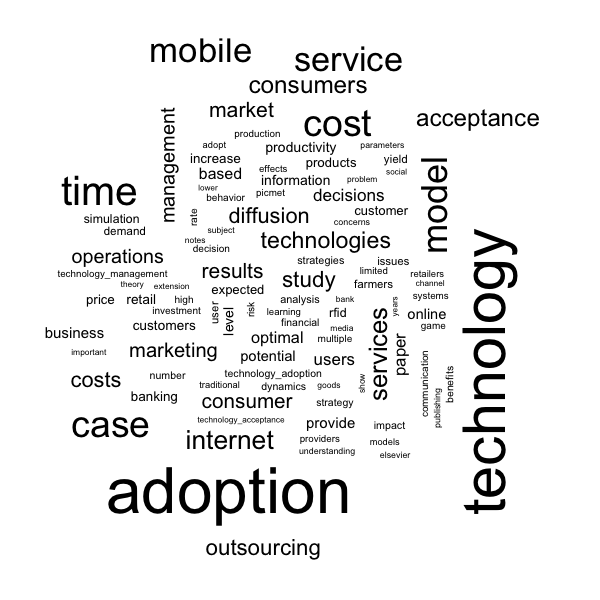 mobile
service
consumers
market
cost
acceptance
management
production
parameters
adopt
productivity
increase
products
yield
effects
social
based
information
problem
lower
picmet
decisions
behavior
time
model
rate
diffusion
customer
simulation
concerns
demand
subject
technologies
notes
decision
operations
strategies
issues
technology_management
results
study
limited
retailers
theory
extension
expected
farmers
channel
price
retail
high
analysis
bank
years
systems
investment
user
level
risk
learning
rfid
services
online
customers
financial
media
game
business
optimal
multiple
paper
important
marketing
potential
users
technology
costs
number
technology_adoption
show
communication
publishing
benefits
traditional
dynamics
goods
banking
consumer
strategy
case
technology_acceptance
provide
impact
internet
providers
models
understanding
elsevier
adoption
outsourcing